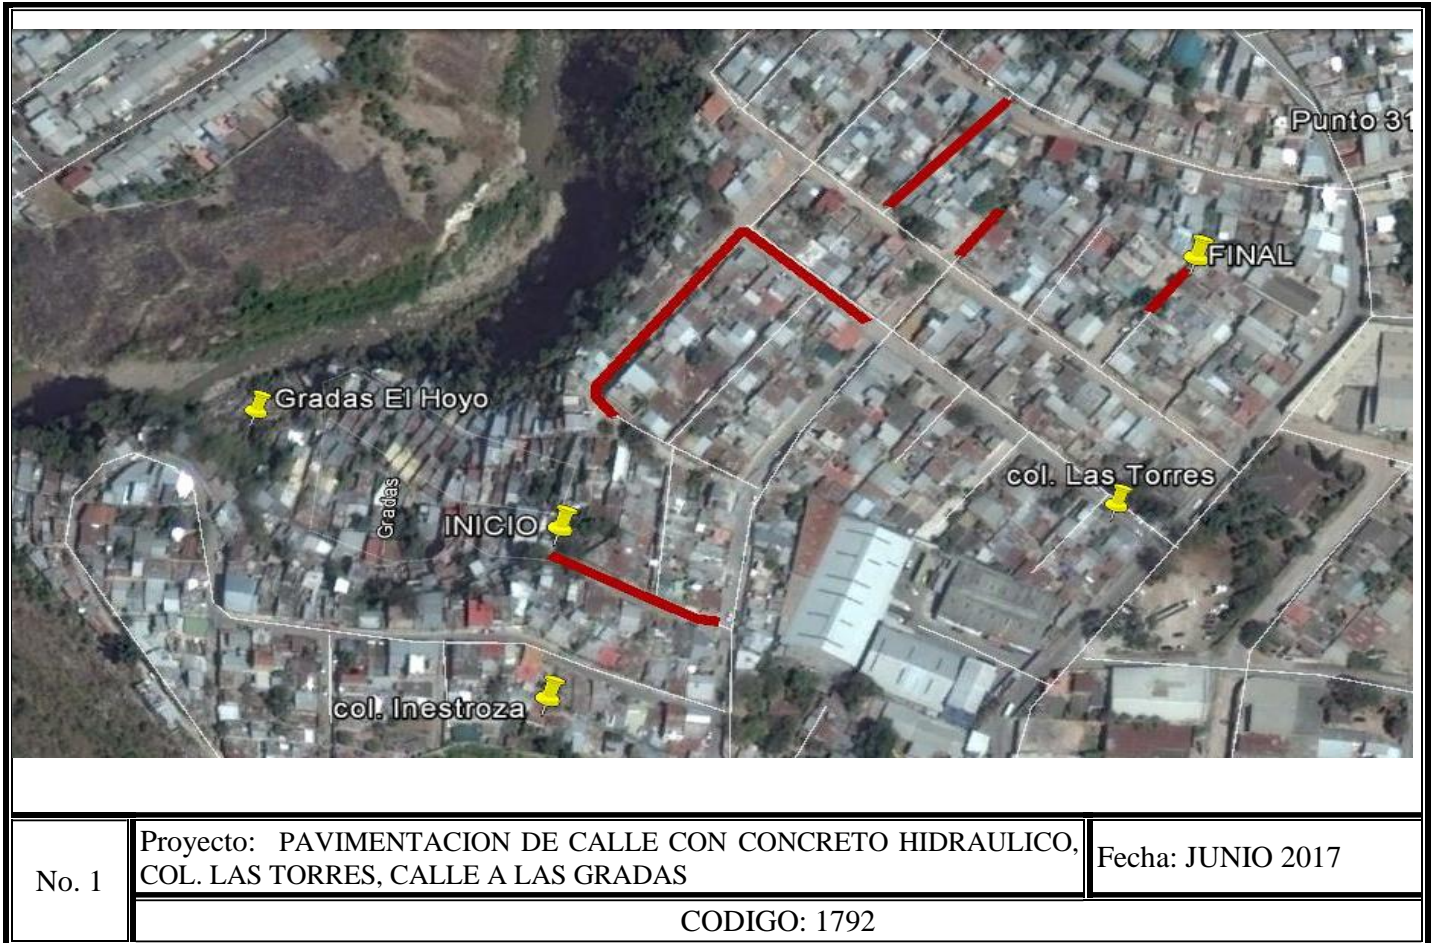 Punto 31
FINAL
Gradas El Hoyo
Gradas
col. Las Torres
INICIO
col. Inestroza
No. 1
Proyecto: PAVIMENTACION DE CALLE CON CONCRETO HIDRAULICO,
COL. LAS TORRES, CALLE A LAS GRADAS
Fecha: JUNIO 2017
CODIGO: 1792